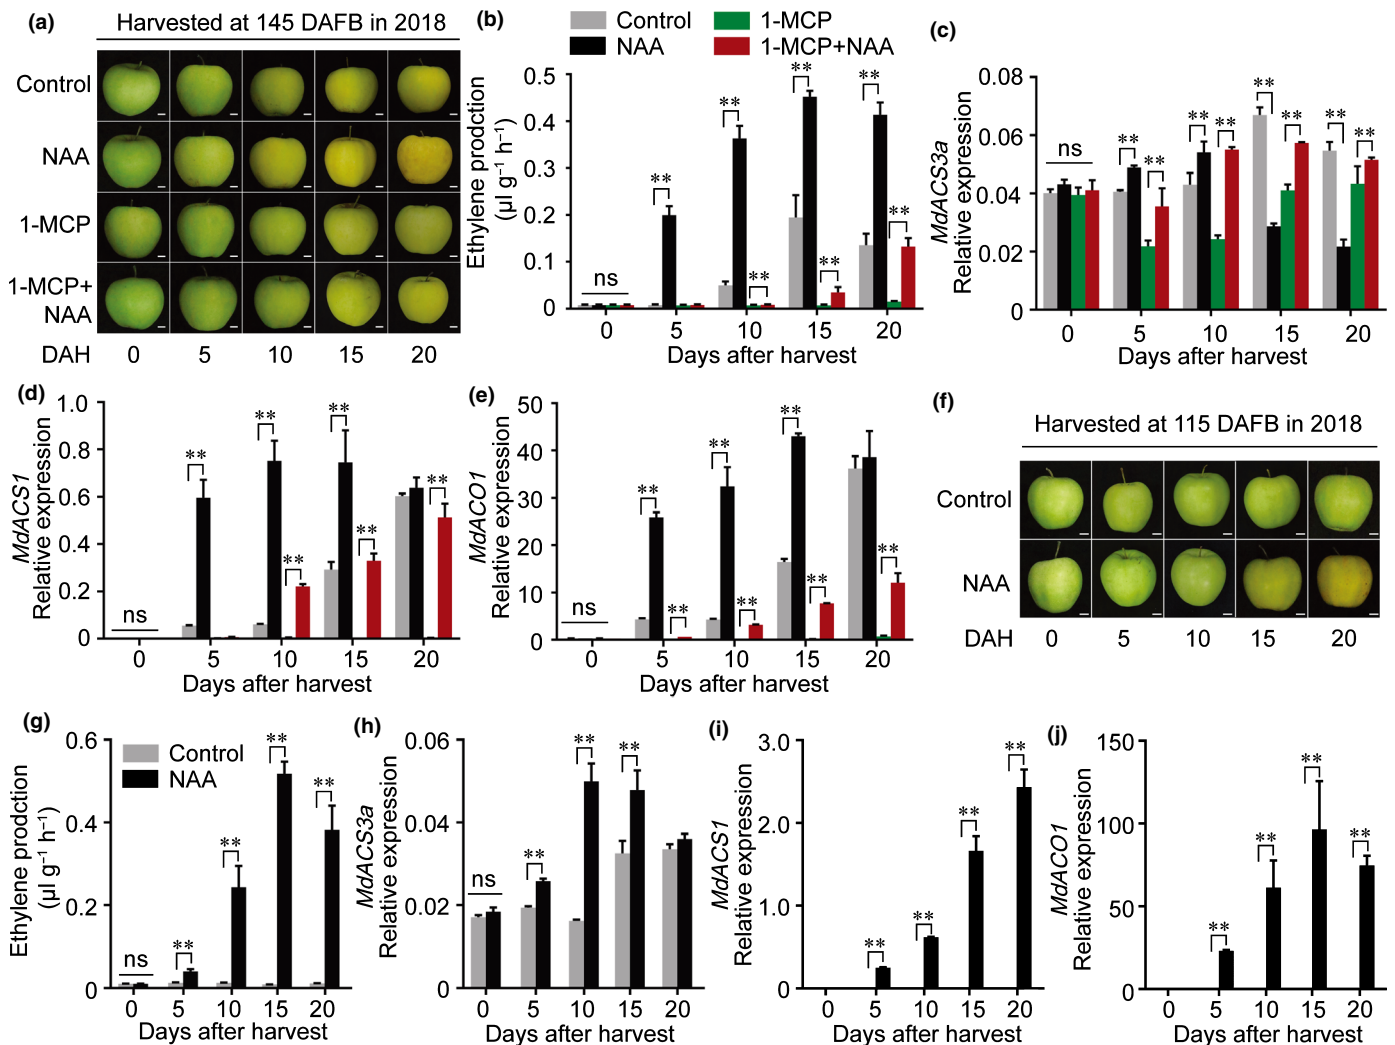 (a)
Harvested at 145 DAFB in 2018
Control
NAA
1-MCP
1-MCP+
NAA
DAH 0 5 10 15 20
(b)
Control 1-MCP
NAA 1-MCP+NAA
Ethylene prodction
(µl g⁻¹ h⁻¹)
0.5
0.4
0.3
0.2
0.1
0
ns ** ** ** ** ** ** **
0 5 10 15 20
Days after harvest
(c)
MdACS3a
Relative expression
0.08
0.06
0.04
0.02
0
ns ** ** ** ** ** ** ** **
0 5 10 15 20
Days after harvest
(d)
MdACS1
Relative expression
1.0
0.8
0.6
0.4
0.2
0
ns ** ** ** ** ** **
0 5 10 15 20
Days after harvest
(e)
MdACO1
Relative expression
50
40
30
20
10
0
ns ** ** ** ** ** ** **
0 5 10 15 20
Days after harvest
(f)
Harvested at 115 DAFB in 2018
Control
NAA
DAH 0 5 10 15 20
(g)
Control
NAA
Ethylene prodction
(µl g⁻¹ h⁻¹)
0.6
0.4
0.2
0
ns ** ** ** **
0 5 10 15 20
Days after harvest
(h)
MdACS3a
Relative expression
0.06
0.04
0.02
0
ns ** ** **
0 5 10 15 20
Days after harvest
(i)
MdACS1
Relative expression
3.0
2.0
1.0
0
** ** ** **
0 5 10 15 20
Days after harvest
(j)
MdACO1
Relative expression
150
100
50
0
** ** ** **
0 5 10 15 20
Days after harvest